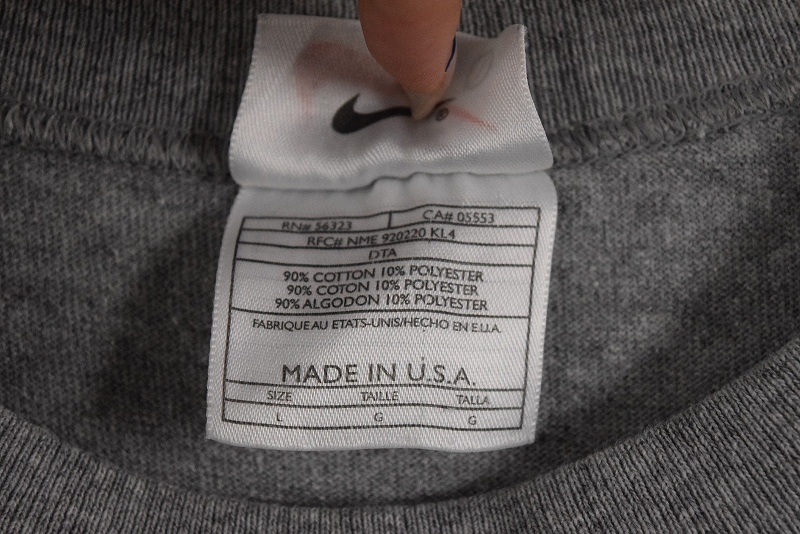 ®
RN# 56323 CA# 05553
RFC# NME 920220 KL4
DTA
90% COTTON 10% POLYESTER
90% COTON 10% POLYESTER
90% ALGODON 10% POLYESTER
FABRIQUE AU ETATS-UNIS/HECHO EN E.U.A.
MADE IN U.S.A.
SIZE TAILLE TALLA
L G G